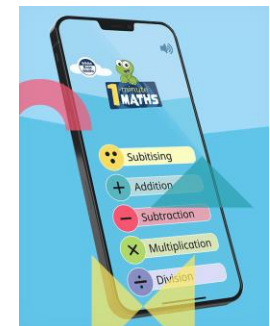 1 minute
MATHS
Subitising
+ Addition
− Subtraction
× Multiplication
÷ Division